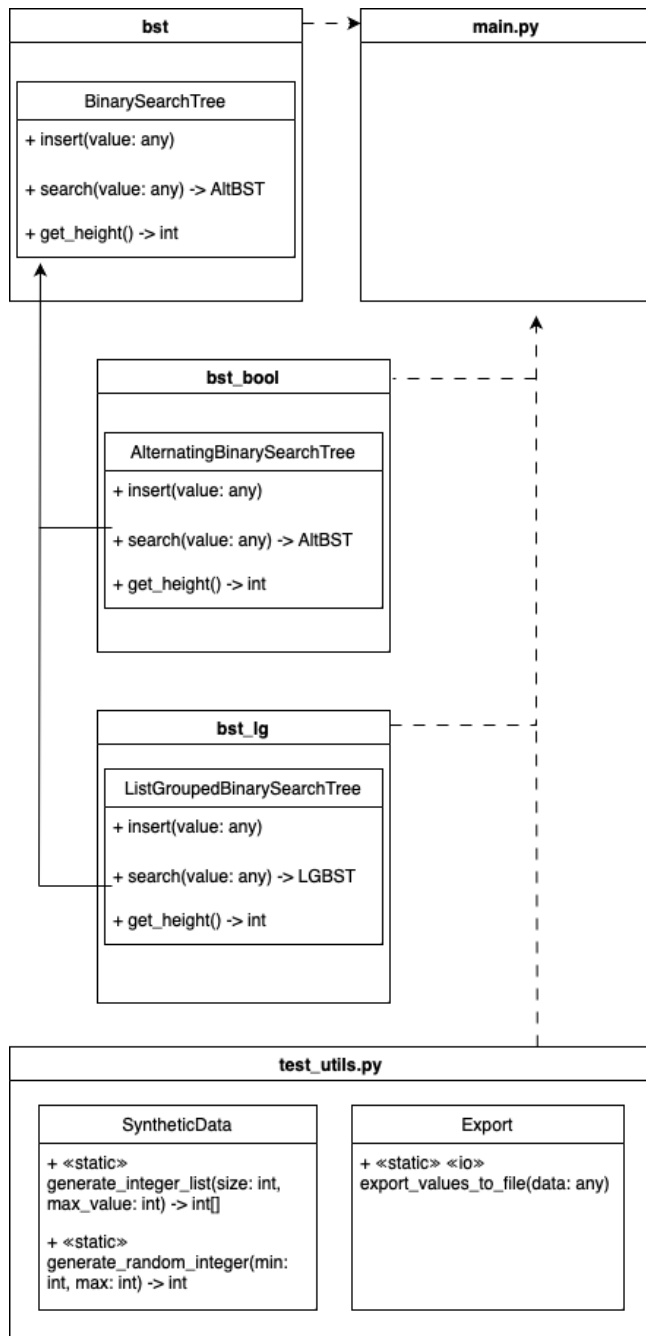 bst
main.py
BinarySearchTree
+ insert(value: any)
+ search(value: any) -> AltBST
+ get_height() -> int
bst_bool
AlternatingBinarySearchTree
+ insert(value: any)
+ search(value: any) -> AltBST
+ get_height() -> int
bst_lg
ListGroupedBinarySearchTree
+ insert(value: any)
+ search(value: any) -> LGBST
+ get_height() -> int
test_utils.py
SyntheticData
+ «static»
generate_integer_list(size: int,
max_value: int) -> int[]
+ «static»
generate_random_integer(min:
int, max: int) -> int
Export
+ «static» «io»
export_values_to_file(data: any)